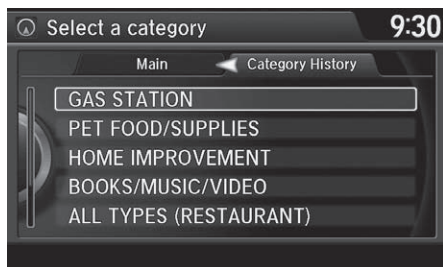 Select a category 9:30
Main Category History
GAS STATION
PET FOOD/SUPPLIES
HOME IMPROVEMENT
BOOKS/MUSIC/VIDEO
ALL TYPES (RESTAURANT)